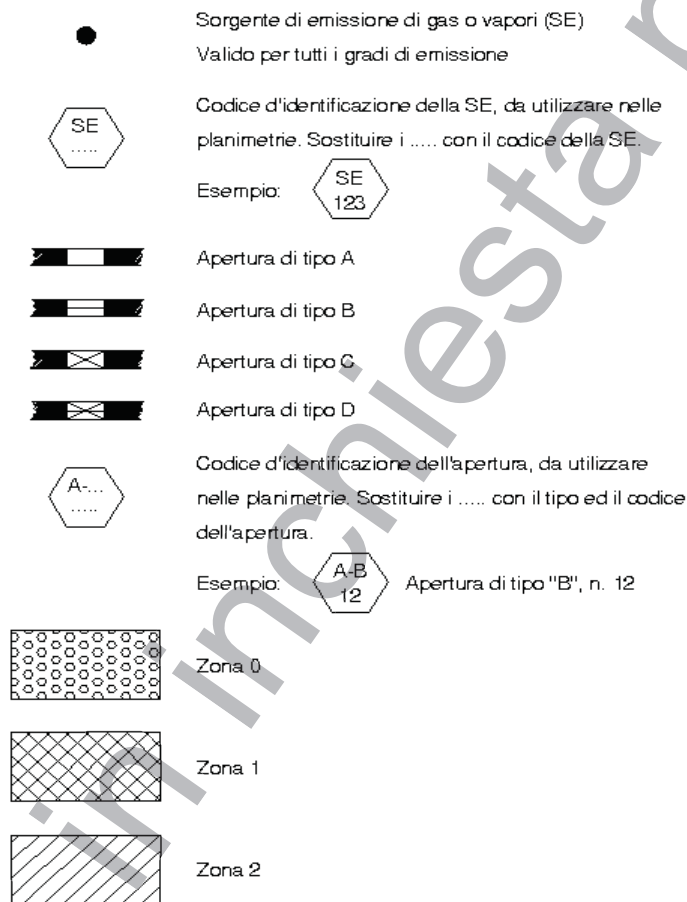 Sorgente di emissione di gas o vapori (SE)
Valido per tutti i gradi di emissione
SE
.....
Codice d'identificazione della SE, da utilizzare nelle
planimetrie. Sostituire i ..... con il codice della SE.
Esempio:
SE
123
Apertura di tipo A
Apertura di tipo B
Apertura di tipo C
Apertura di tipo D
A-...
.....
Codice d'identificazione dell'apertura, da utilizzare
nelle planimetrie. Sostituire i ..... con il tipo ed il codice
dell'apertura.
Esempio:
A-B
12
Apertura di tipo "B", n. 12
Zona 0
Zona 1
Zona 2
in inchiesta